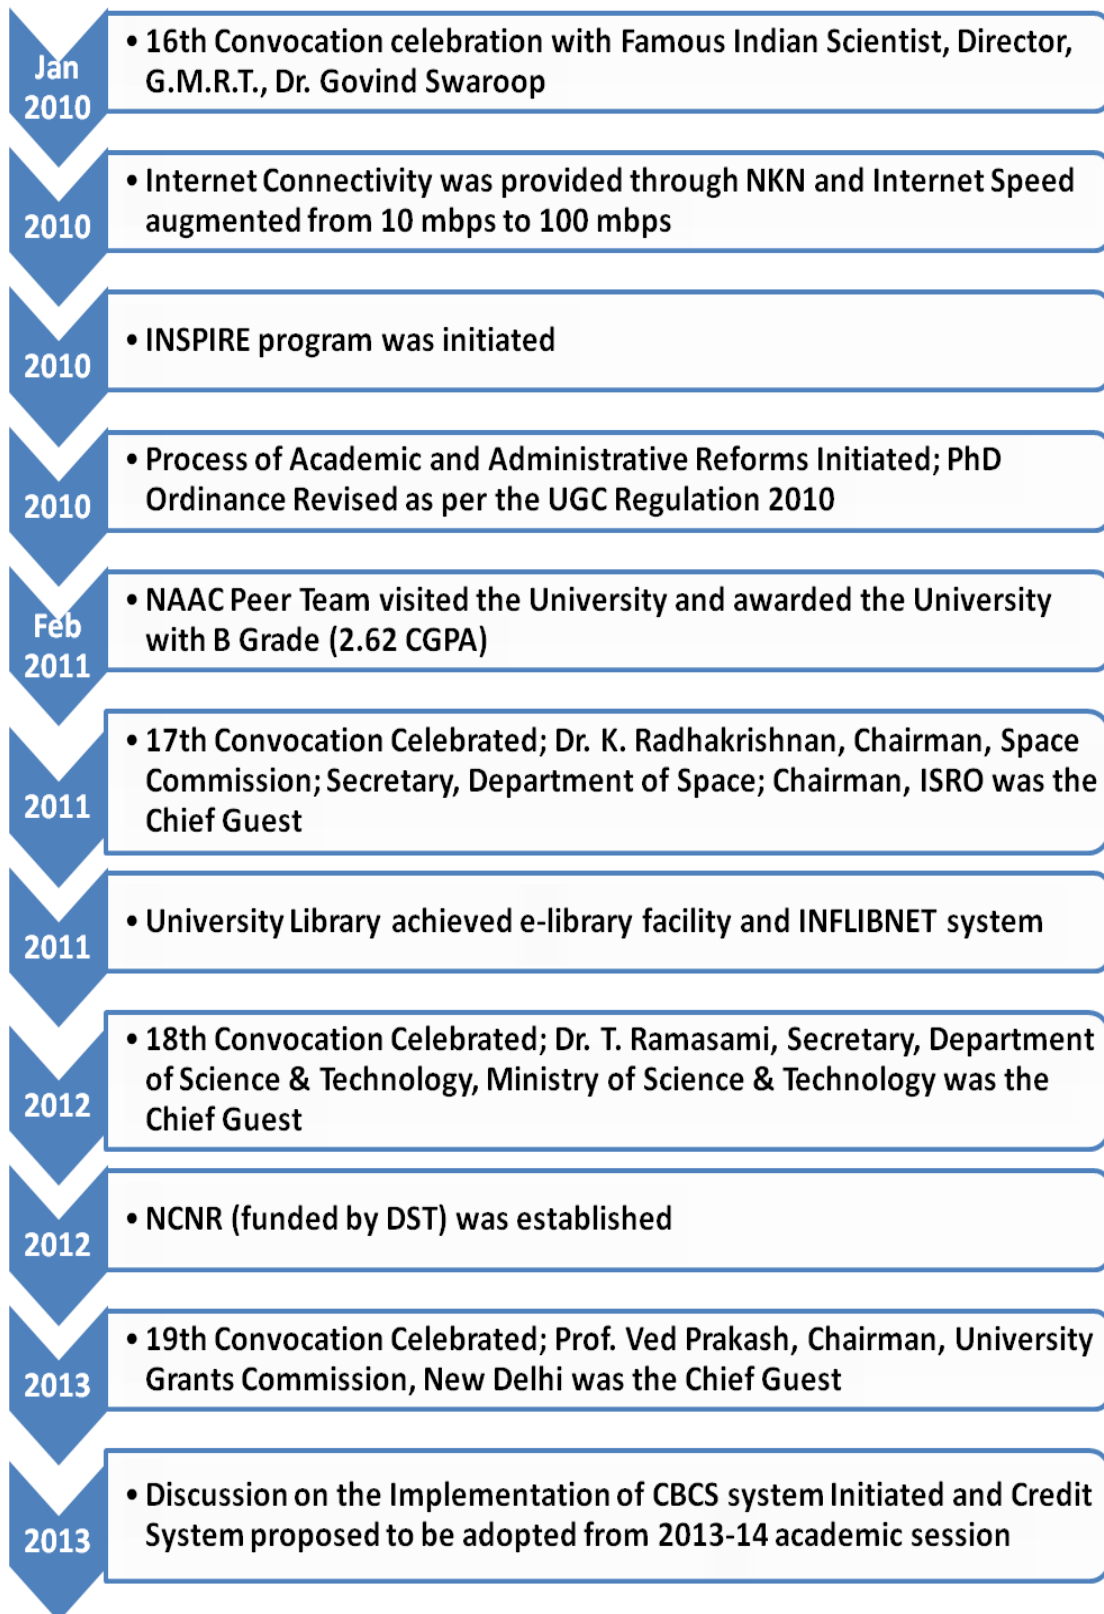 Jan
2010
• 16th Convocation celebration with Famous Indian Scientist, Director,
G.M.R.T., Dr. Govind Swaroop
2010
• Internet Connectivity was provided through NKN and Internet Speed
augmented from 10 mbps to 100 mbps
2010
• INSPIRE program was initiated
2010
• Process of Academic and Administrative Reforms Initiated; PhD
Ordinance Revised as per the UGC Regulation 2010
Feb
2011
• NAAC Peer Team visited the University and awarded the University
with B Grade (2.62 CGPA)
2011
• 17th Convocation Celebrated; Dr. K. Radhakrishnan, Chairman, Space
Commission; Secretary, Department of Space; Chairman, ISRO was the
Chief Guest
2011
• University Library achieved e-library facility and INFLIBNET system
2012
• 18th Convocation Celebrated; Dr. T. Ramasami, Secretary, Department
of Science & Technology, Ministry of Science & Technology was the
Chief Guest
2012
• NCNR (funded by DST) was established
2013
• 19th Convocation Celebrated; Prof. Ved Prakash, Chairman, University
Grants Commission, New Delhi was the Chief Guest
2013
• Discussion on the Implementation of CBCS system Initiated and Credit
System proposed to be adopted from 2013-14 academic session